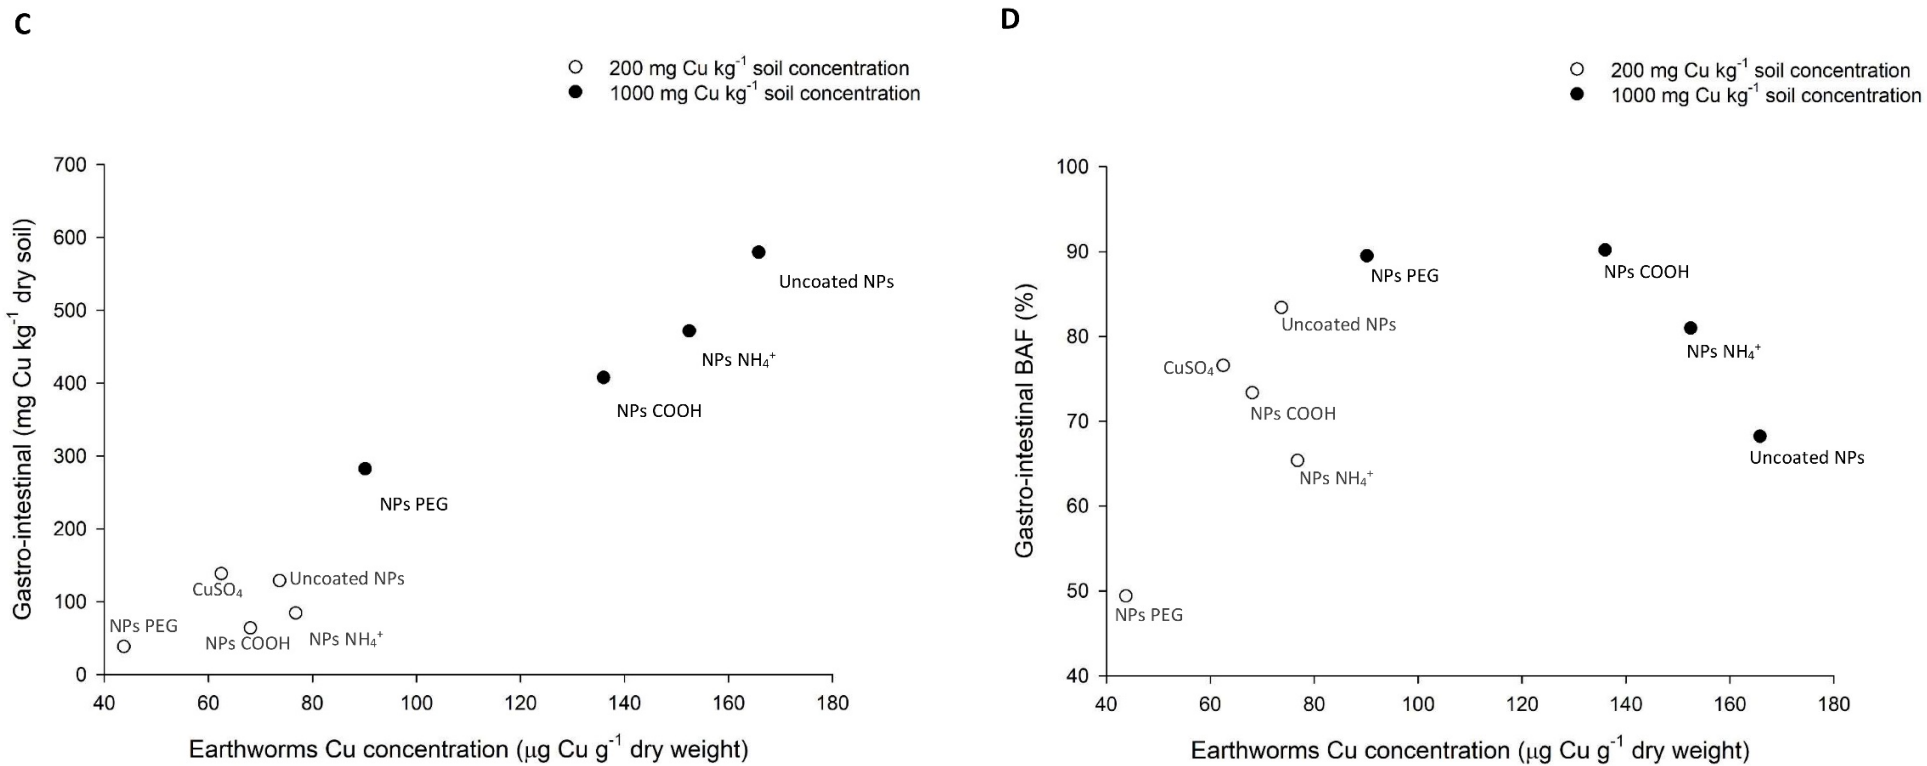 C
○ 200 mg Cu kg⁻¹ soil concentration
● 1000 mg Cu kg⁻¹ soil concentration
Gastro-intestinal (mg Cu kg⁻¹ dry soil)
700
600
500
400
300
200
100
0
Uncoated NPs
NPs NH₄⁺
NPs COOH
NPs PEG
Uncoated NPs
CuSO₄
NPs PEG
NPs COOH
NPs NH₄⁺
40 60 80 100 120 140 160 180
Earthworms Cu concentration (µg Cu g⁻¹ dry weight)
D
○ 200 mg Cu kg⁻¹ soil concentration
● 1000 mg Cu kg⁻¹ soil concentration
Gastro-intestinal BAF (%)
100
90
80
70
60
50
40
NPs COOH
NPs PEG
Uncoated NPs
NPs NH₄⁺
CuSO₄
NPs COOH
Uncoated NPs
NPs NH₄⁺
NPs PEG
40 60 80 100 120 140 160 180
Earthworms Cu concentration (µg Cu g⁻¹ dry weight)